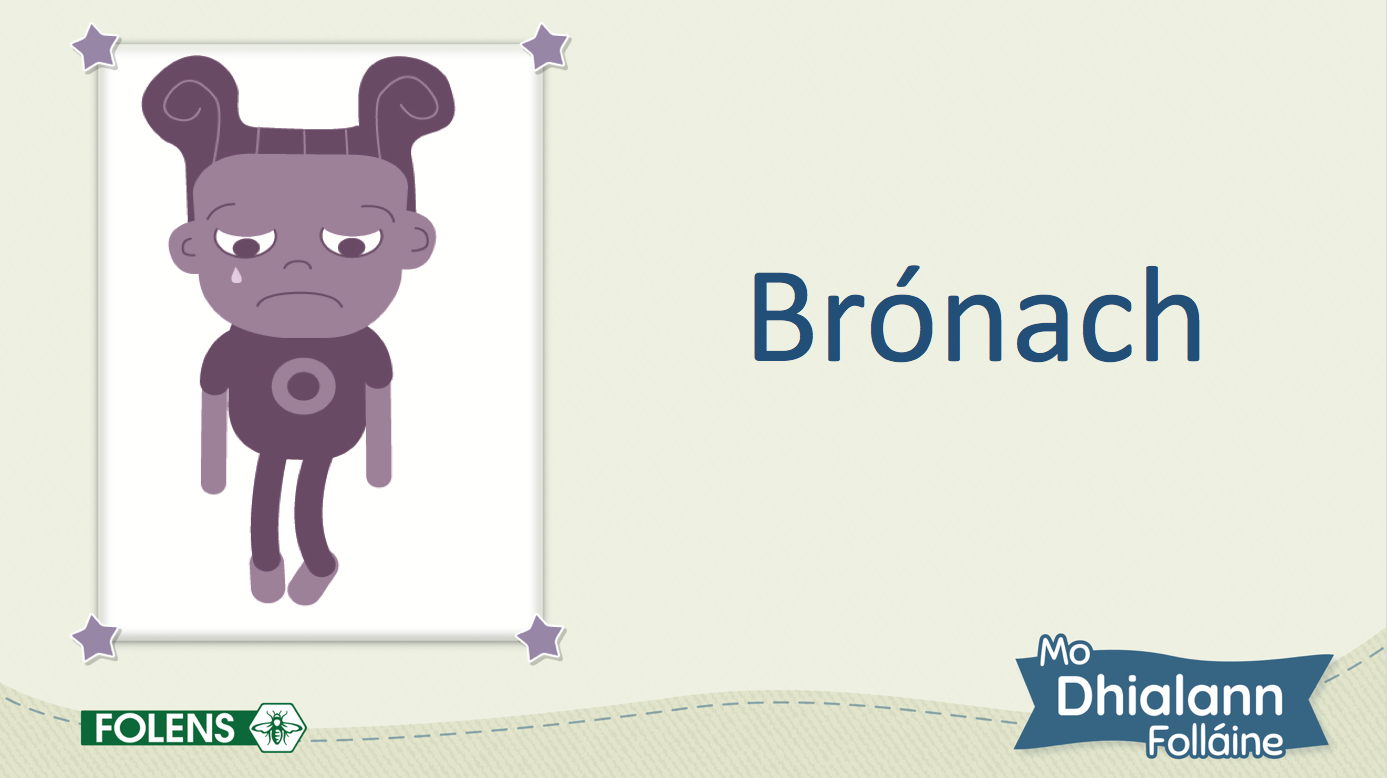 Brónach
FOLENS
Mo
Dhialann
Folláine